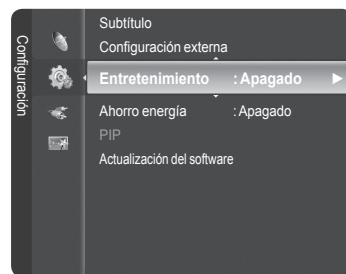 Configuración
Subtítulo
Configuración externa
Entretenimiento : Apagado
Ahorro energía : Apagado
PIP
Actualización del software